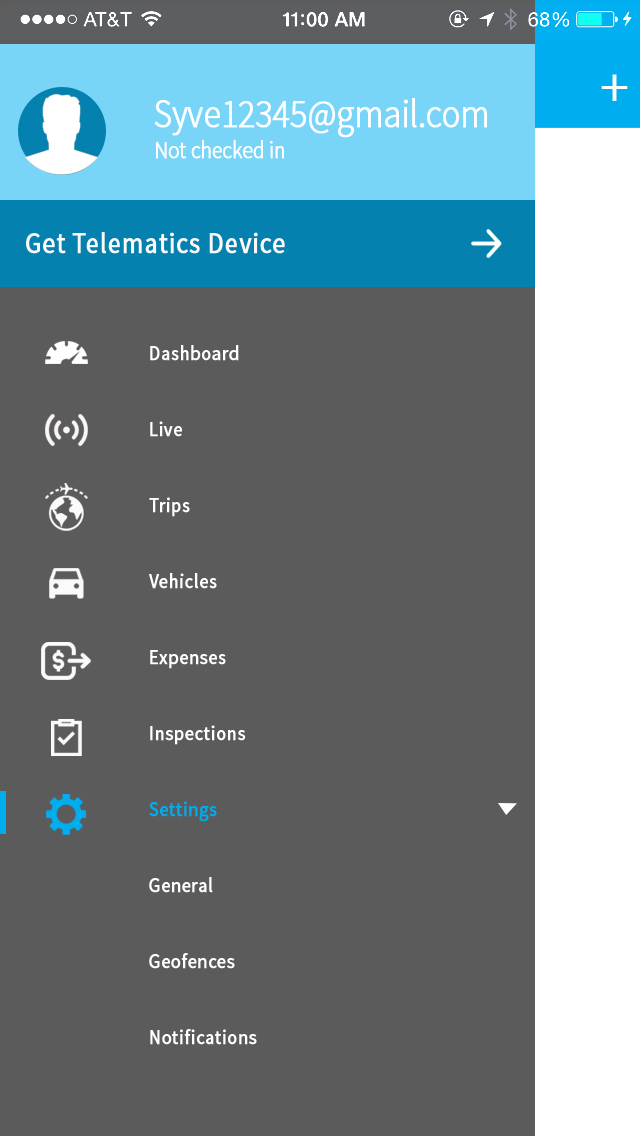 AT&T 11:00 AM 68%
Syve12345@gmail.com
Not checked in
Get Telematics Device
Dashboard
Live
Trips
Vehicles
$
Expenses
Inspections
Settings
General
Geofences
Notifications